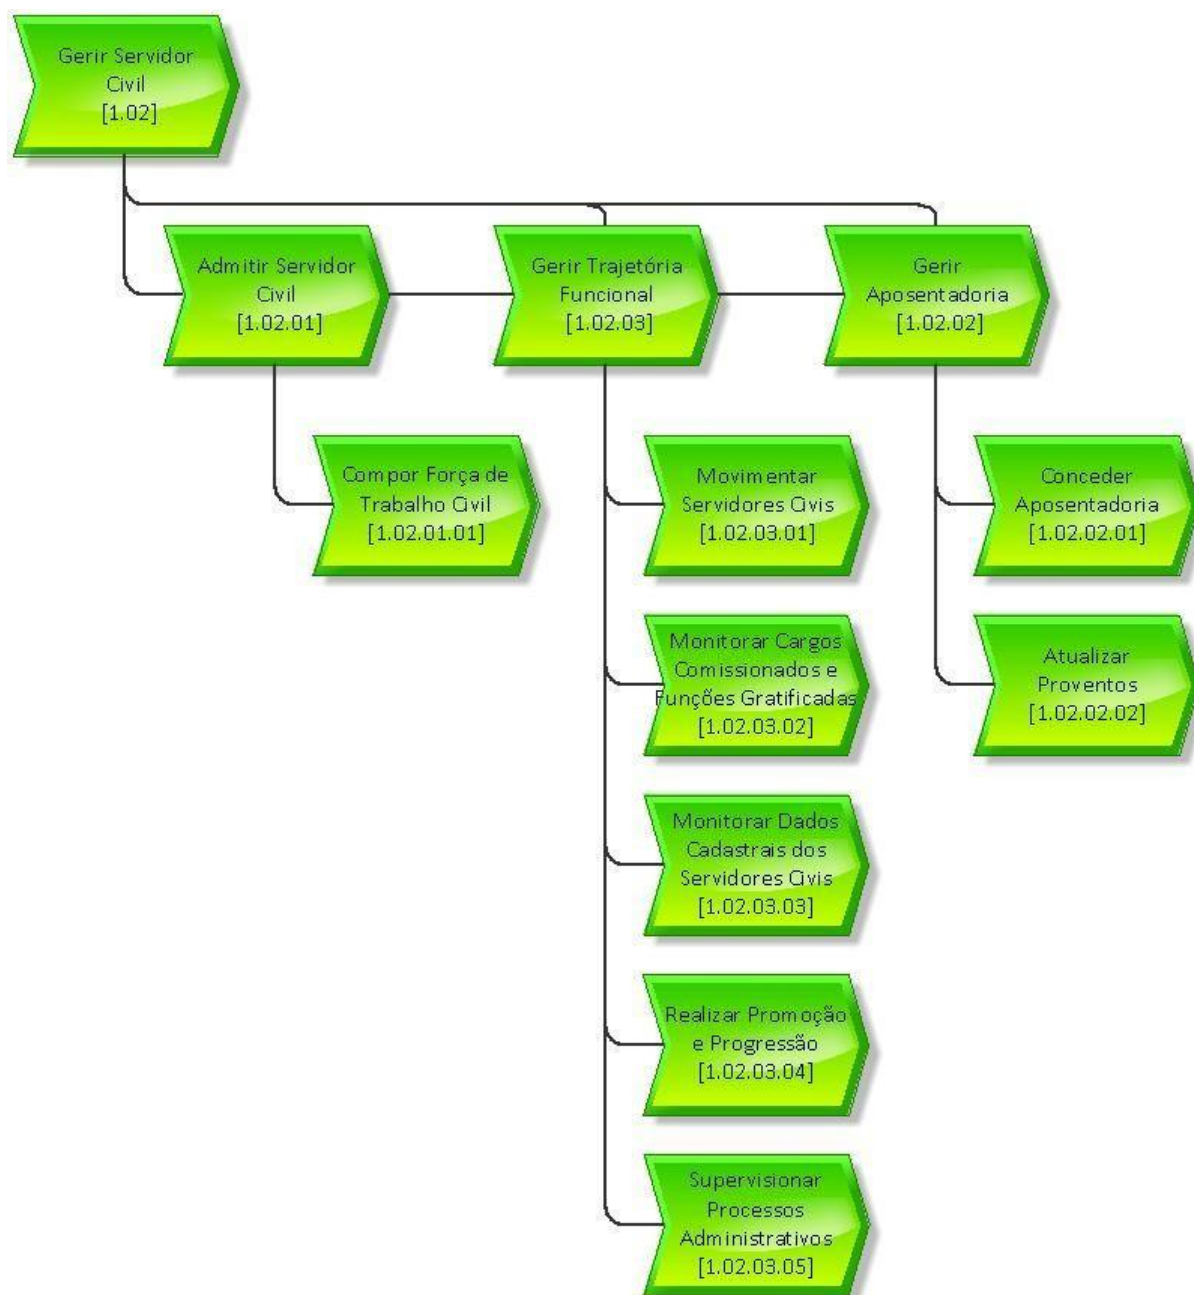 Gerir Servidor
Civil
[1.02]
Admitir Servidor
Civil
[1.02.01]
Gerir Trajetória
Funcional
[1.02.03]
Gerir
Aposentadoria
[1.02.02]
Compor Força de
Trabalho Civil
[1.02.01.01]
Movimentar
Servidores Civis
[1.02.03.01]
Conceder
Aposentadoria
[1.02.02.01]
Monitorar Cargos
Comissionados e
Funções Gratificadas
[1.02.03.02]
Atualizar
Proventos
[1.02.02.02]
Monitorar Dados
Cadastrais dos
Servidores Civis
[1.02.03.03]
Realizar Promoção
e Progressão
[1.02.03.04]
Supervisionar
Processos
Administrativos
[1.02.03.05]